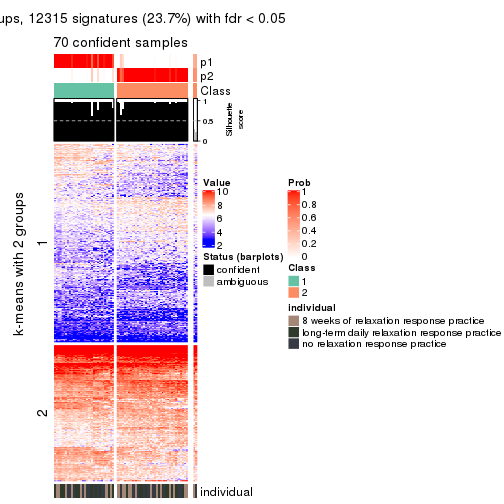 ups, 12315 signatures (23.7%) with fdr < 0.05
70 confident samples
p1
p2
Class
1
0.5
0
Silhouette
score
k-means with 2 groups
1
2
individual
Value
10
8
6
4
2
Status (barplots)
confident
ambiguous
Prob
1
0.8
0.6
0.4
0.2
0
Class
1
2
individual
8 weeks of relaxation response practice
long-term daily relaxation response practice
no relaxation response practice